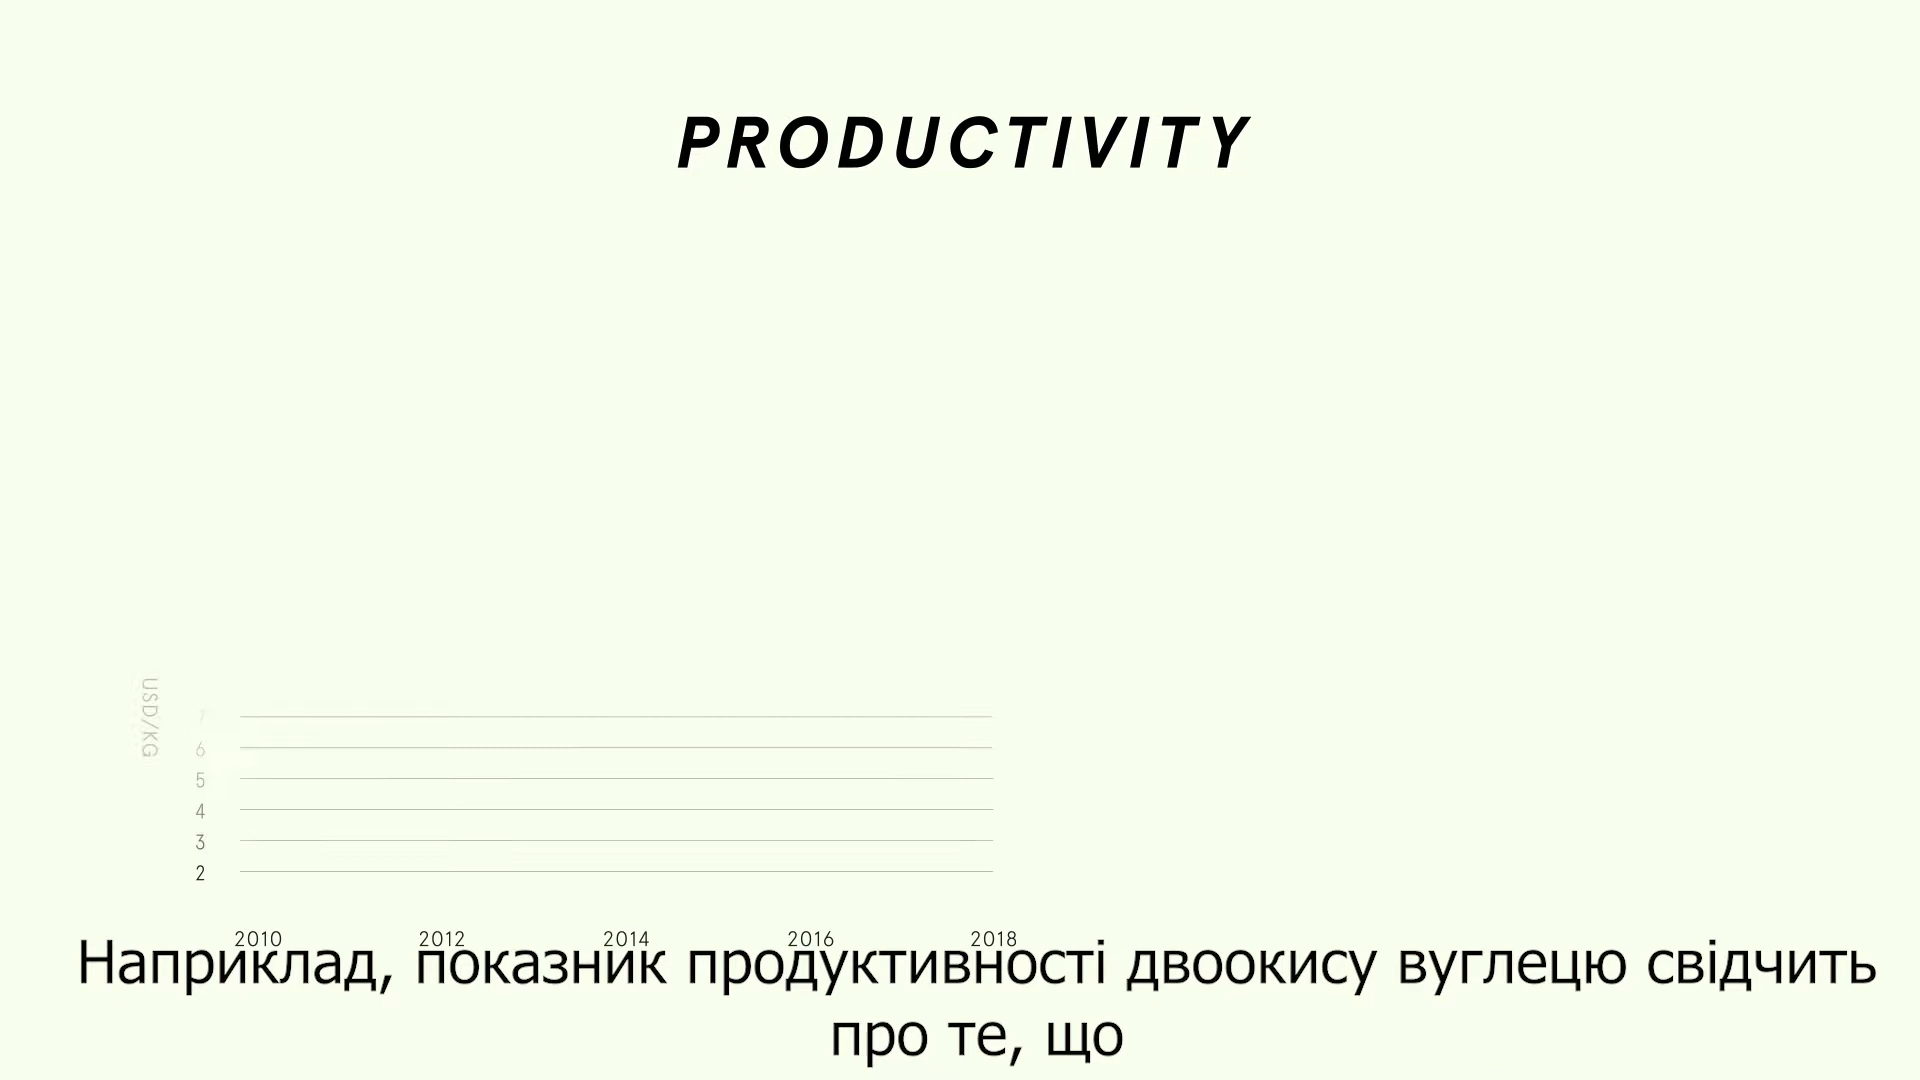 PRODUCTIVITY
USD/KG
7
6
5
4
3
2
2010 2012 2014 2016 2018
Наприклад, показник продуктивності двоокису вуглецю свідчить
про те, що